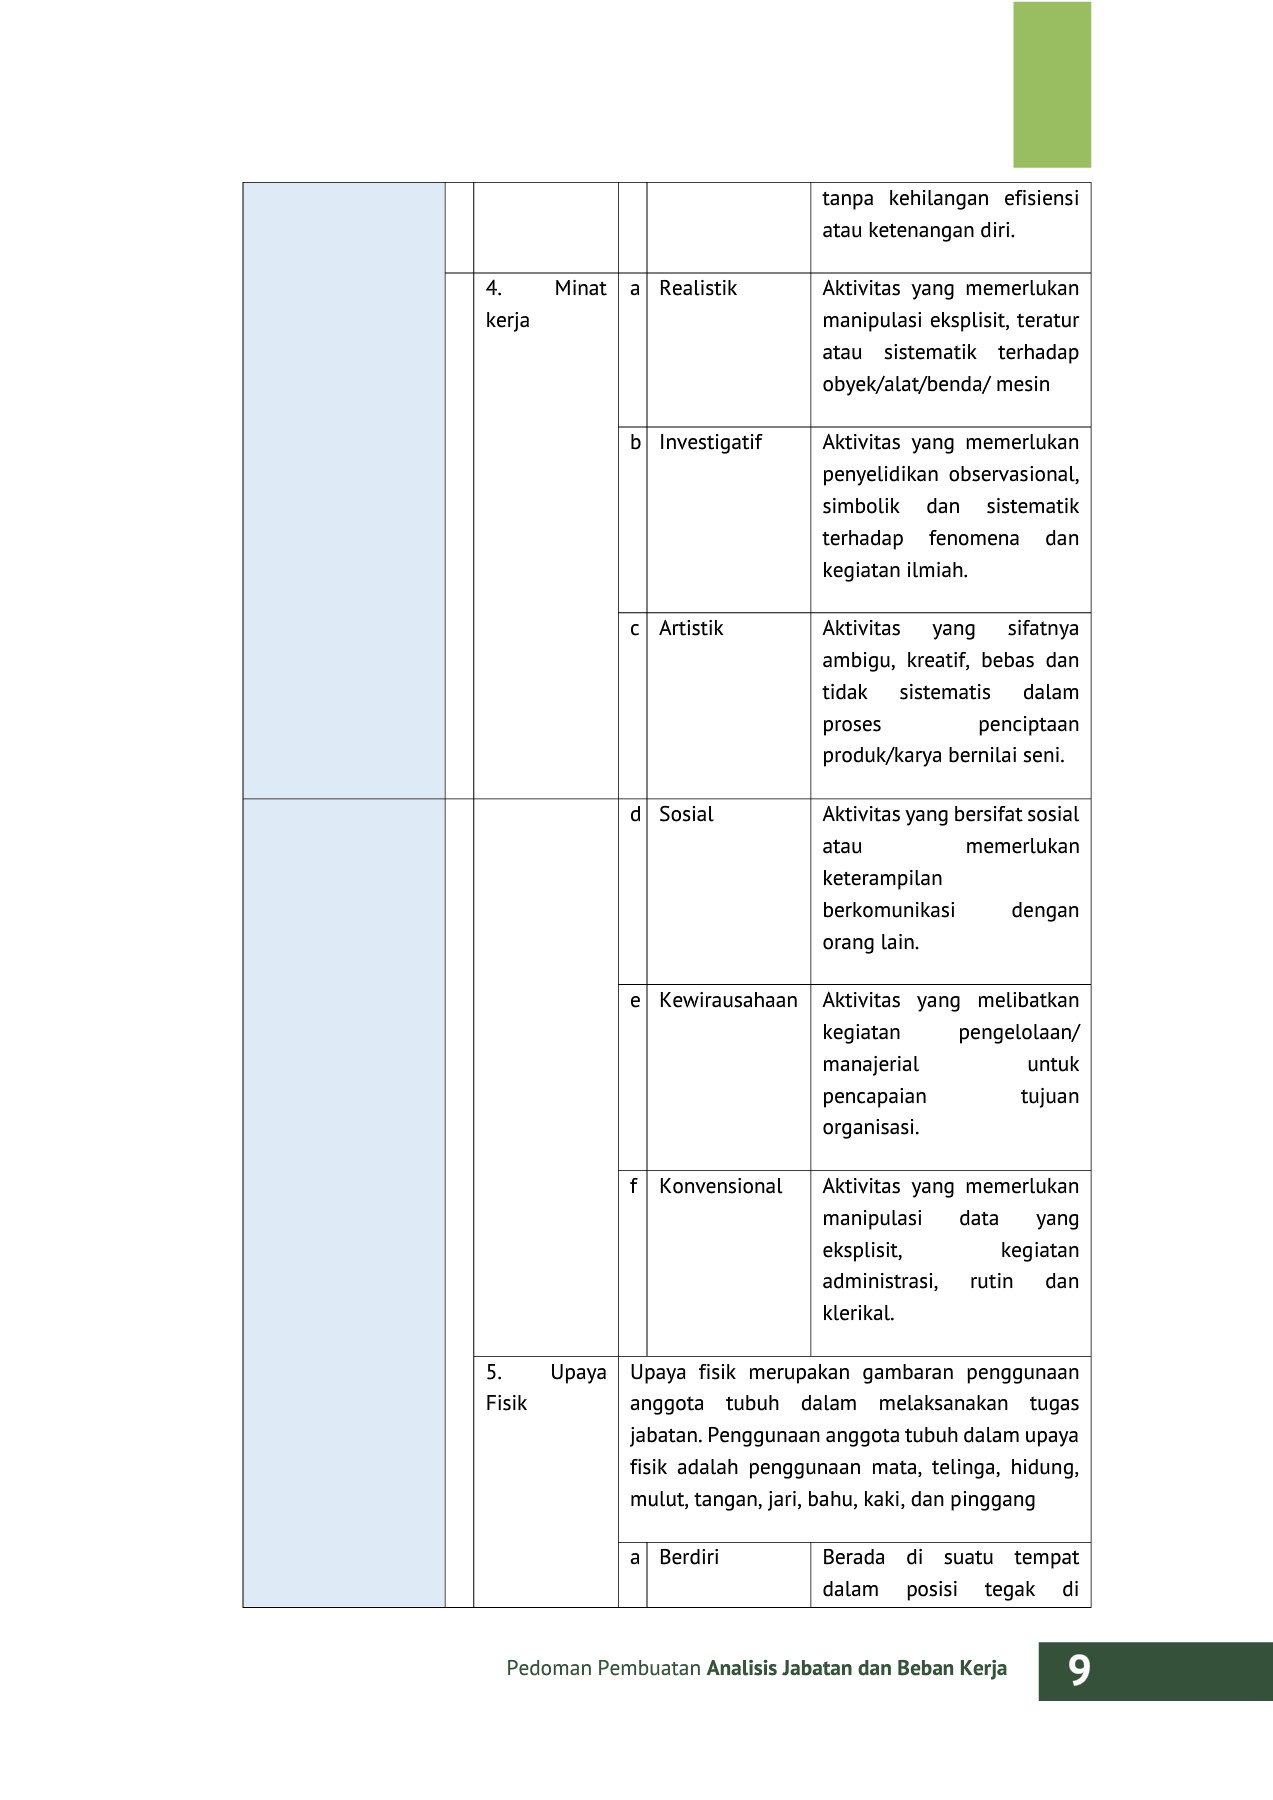 tanpa kehilangan efisiensi
atau ketenangan diri.
4. Minat
kerja
a
Realistik
Aktivitas yang memerlukan
manipulasi eksplisit, teratur
atau sistematik terhadap
obyek/alat/benda/ mesin
b
Investigatif
Aktivitas yang memerlukan
penyelidikan observasional,
simbolik dan sistematik
terhadap fenomena dan
kegiatan ilmiah.
c
Artistik
Aktivitas yang sifatnya
ambigu, kreatif, bebas dan
tidak sistematis dalam
proses penciptaan
produk/karya bernilai seni.
d
Sosial
Aktivitas yang bersifat sosial
atau memerlukan
keterampilan
berkomunikasi dengan
orang lain.
e
Kewirausahaan
Aktivitas yang melibatkan
kegiatan pengelolaan/
manajerial untuk
pencapaian tujuan
organisasi.
f
Konvensional
Aktivitas yang memerlukan
manipulasi data yang
eksplisit, kegiatan
administrasi, rutin dan
klerikal.
5. Upaya
Fisik
Upaya fisik merupakan gambaran penggunaan
anggota tubuh dalam melaksanakan tugas
jabatan. Penggunaan anggota tubuh dalam upaya
fisik adalah penggunaan mata, telinga, hidung,
mulut, tangan, jari, bahu, kaki, dan pinggang
a
Berdiri
Berada di suatu tempat
dalam posisi tegak di
Pedoman Pembuatan Analisis Jabatan dan Beban Kerja
9